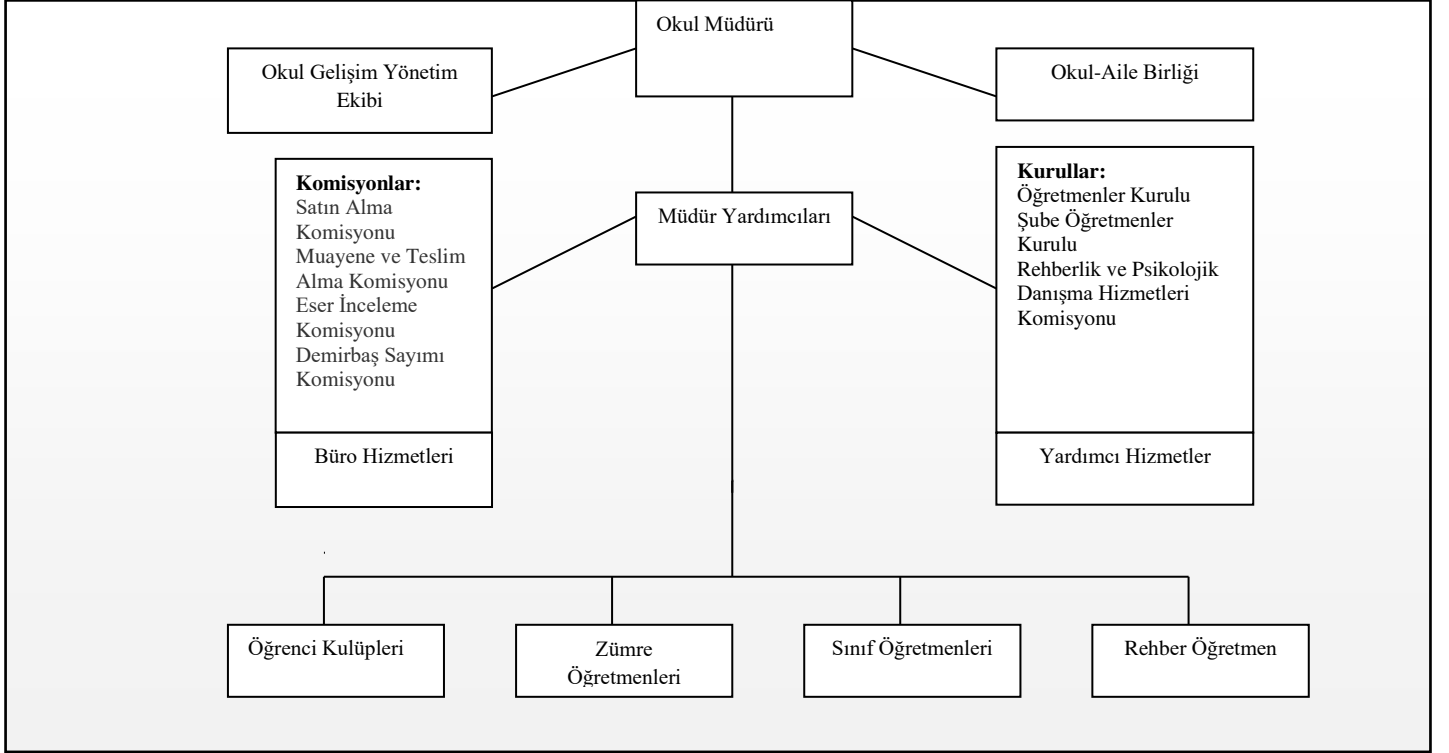 Okul Müdürü
Okul Gelişim Yönetim
Ekibi
Okul-Aile Birliği
Komisyonlar:
Satın Alma
Komisyonu
Muayene ve Teslim
Alma Komisyonu
Eser İnceleme
Komisyonu
Demirbaş Sayımı
Komisyonu
Müdür Yardımcıları
Kurullar:
Öğretmenler Kurulu
Şube Öğretmenler
Kurulu
Rehberlik ve Psikolojik
Danışma Hizmetleri
Komisyonu
Büro Hizmetleri
Yardımcı Hizmetler
Öğrenci Kulüpleri
Zümre
Öğretmenleri
Sınıf Öğretmenleri
Rehber Öğretmen